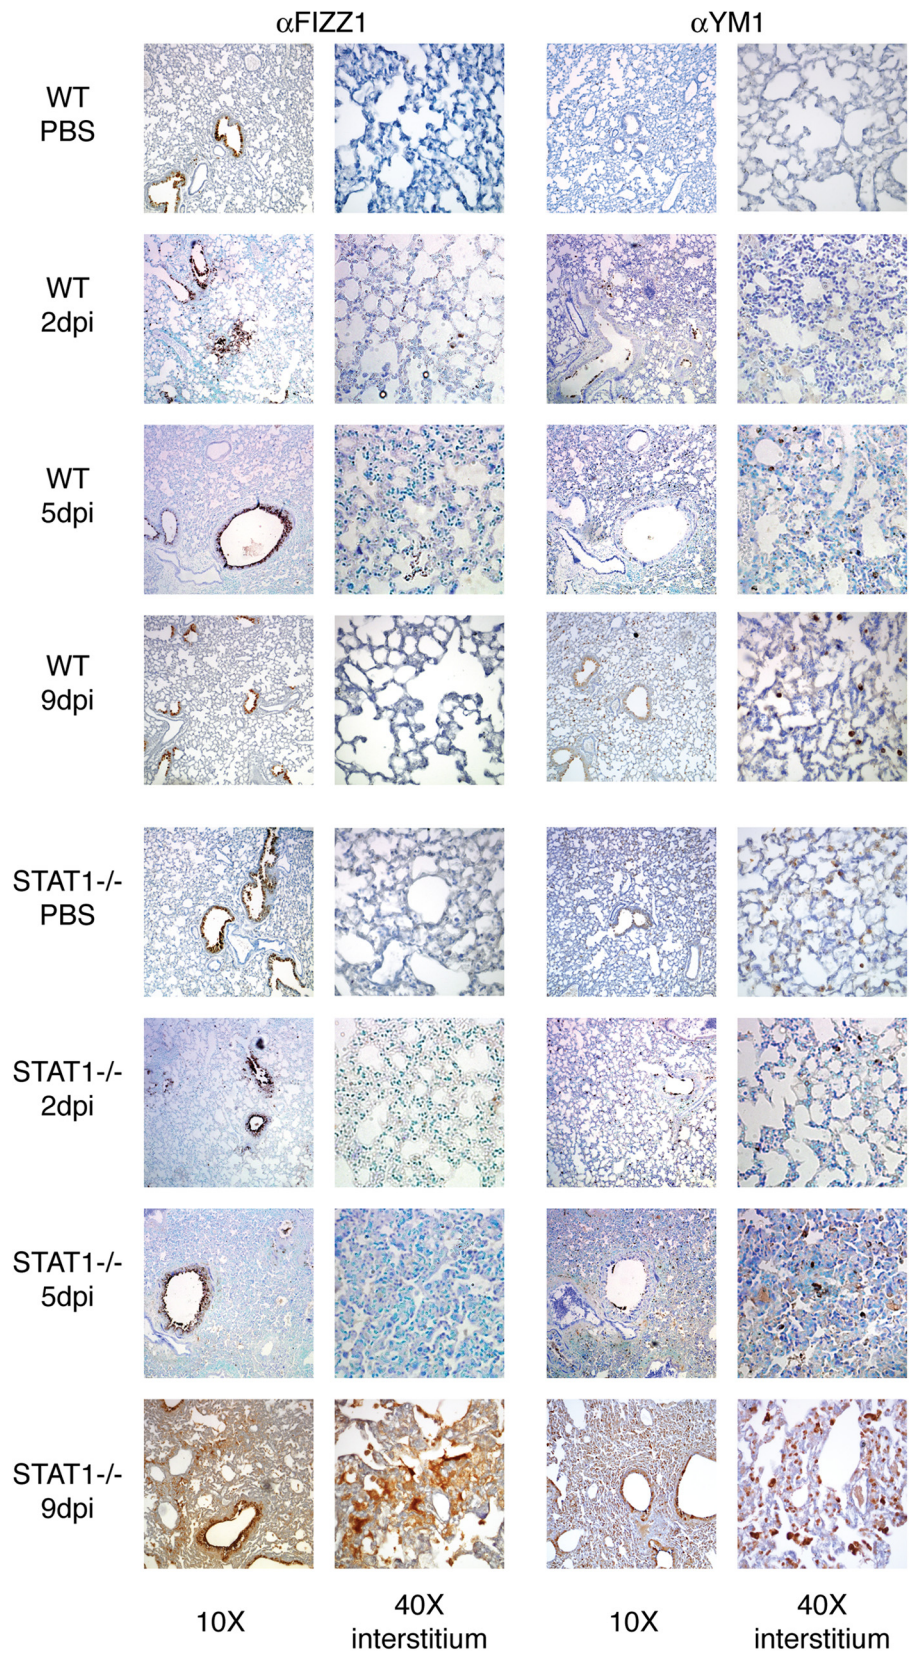 αFIZZ1 αYM1
WT
PBS
WT
2dpi
WT
5dpi
WT
9dpi
STAT1-/-
PBS
STAT1-/-
2dpi
STAT1-/-
5dpi
STAT1-/-
9dpi
10X 40X 10X 40X
interstitium interstitium